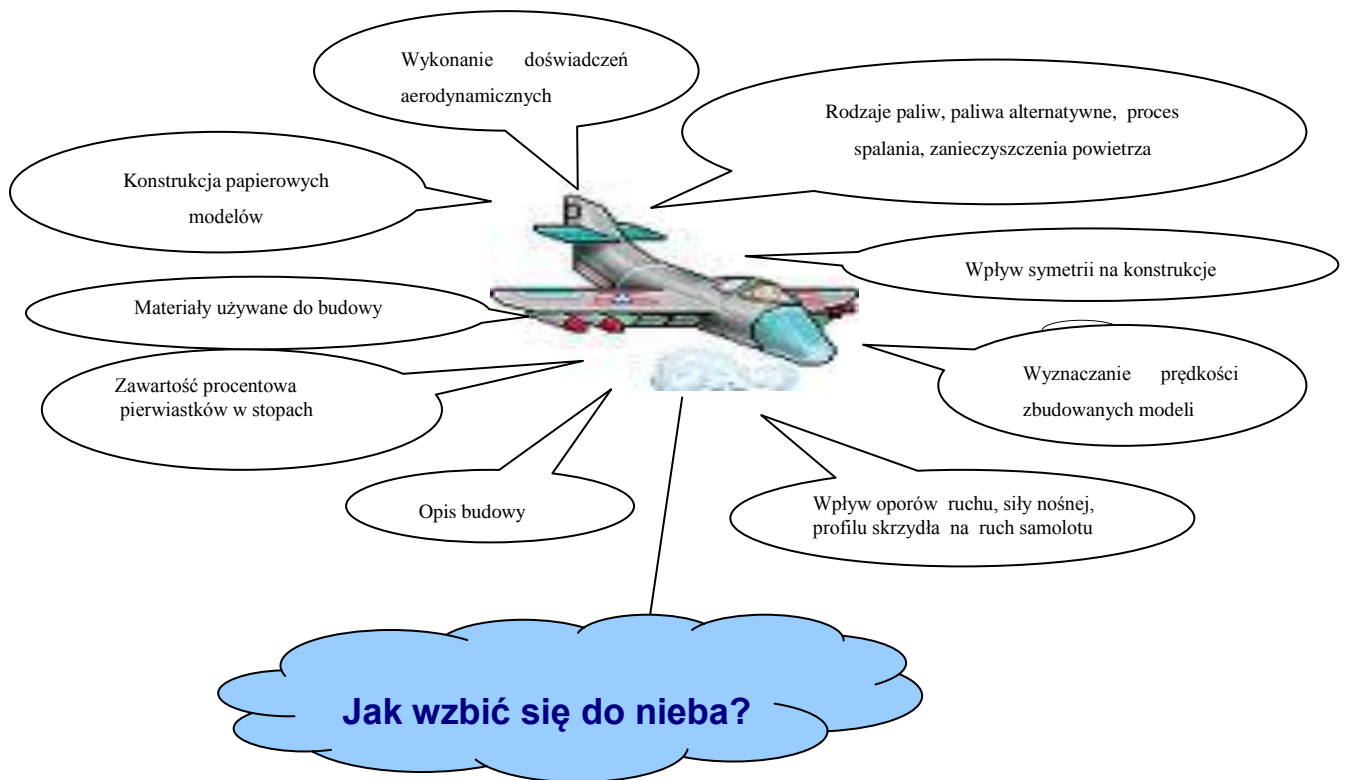 Wykonanie doświadczeń
aerodynamicznych
Rodzaje paliw, paliwa alternatywne, proces
spalania, zanieczyszczenia powietrza
Konstrukcja papierowych
modelów
Wpływ symetrii na konstrukcje
Materiały używane do budowy
Wyznaczanie prędkości
zbudowanych modeli
Zawartość procentowa
pierwiastków w stopach
Opis budowy
Wpływ oporów ruchu, siły nośnej,
profilu skrzydła na ruch samolotu
Jak wzbić się do nieba?